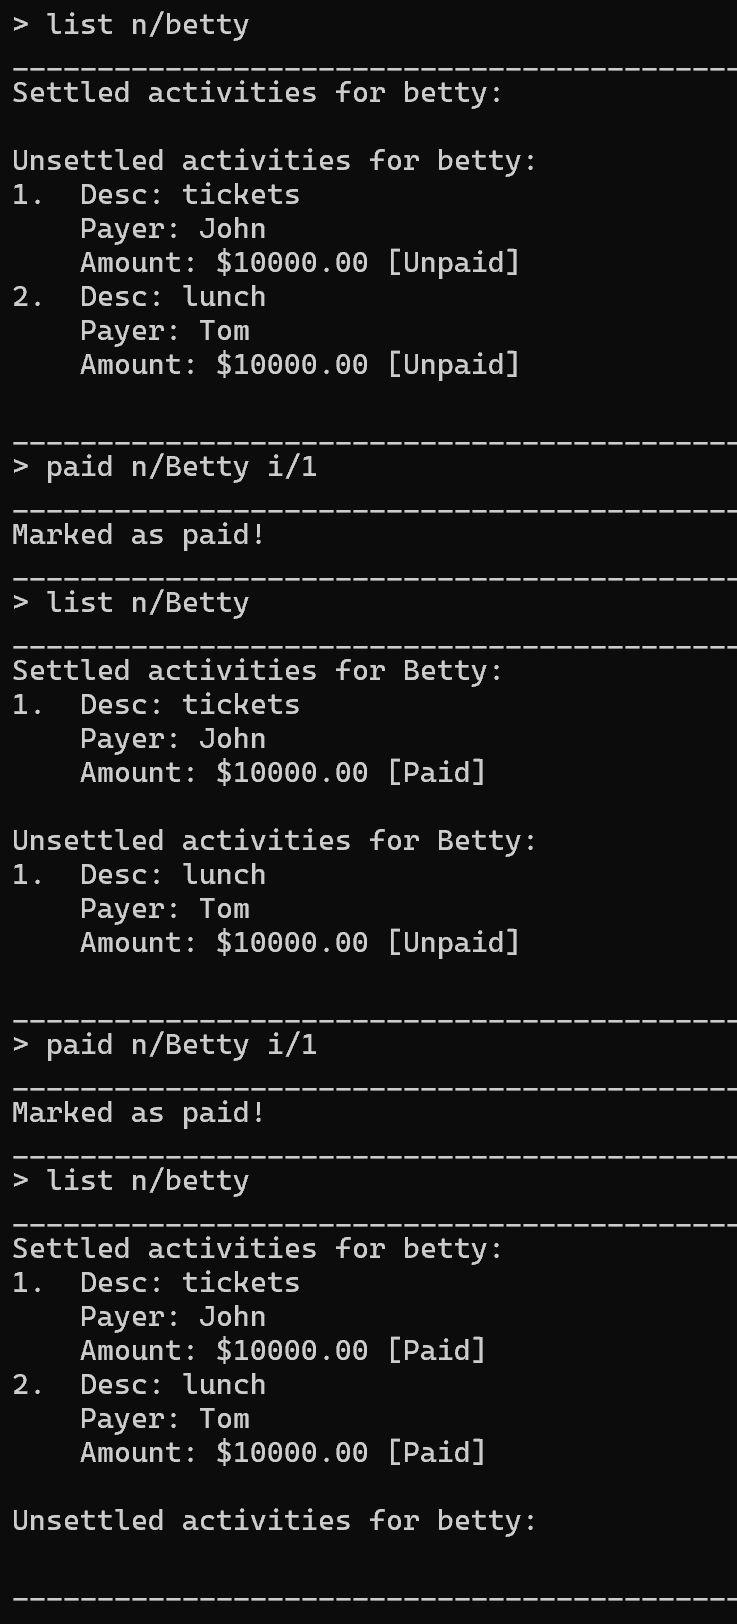 > list n/betty
____________________________________________
Settled activities for betty:

Unsettled activities for betty:
1.  Desc: tickets
    Payer: John
    Amount: $10000.00 [Unpaid]
2.  Desc: lunch
    Payer: Tom
    Amount: $10000.00 [Unpaid]

____________________________________________
> paid n/Betty i/1
____________________________________________
Marked as paid!
____________________________________________
> list n/Betty
____________________________________________
Settled activities for Betty:
1.  Desc: tickets
    Payer: John
    Amount: $10000.00 [Paid]

Unsettled activities for Betty:
1.  Desc: lunch
    Payer: Tom
    Amount: $10000.00 [Unpaid]

____________________________________________
> paid n/Betty i/1
____________________________________________
Marked as paid!
____________________________________________
> list n/betty
____________________________________________
Settled activities for betty:
1.  Desc: tickets
    Payer: John
    Amount: $10000.00 [Paid]
2.  Desc: lunch
    Payer: Tom
    Amount: $10000.00 [Paid]

Unsettled activities for betty:

____________________________________________